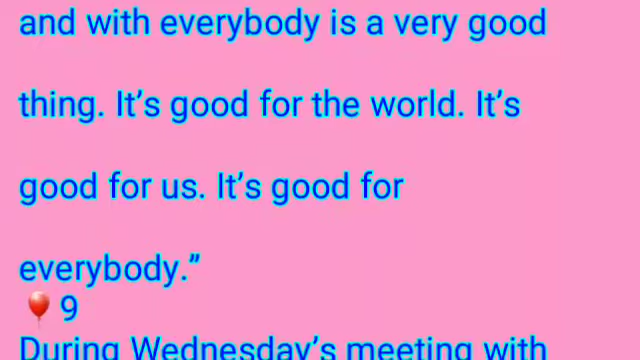 and with everybody is a very good
thing. It’s good for the world. It’s
good for us. It’s good for
everybody.”
🎈9
During Wednesday’s meeting with